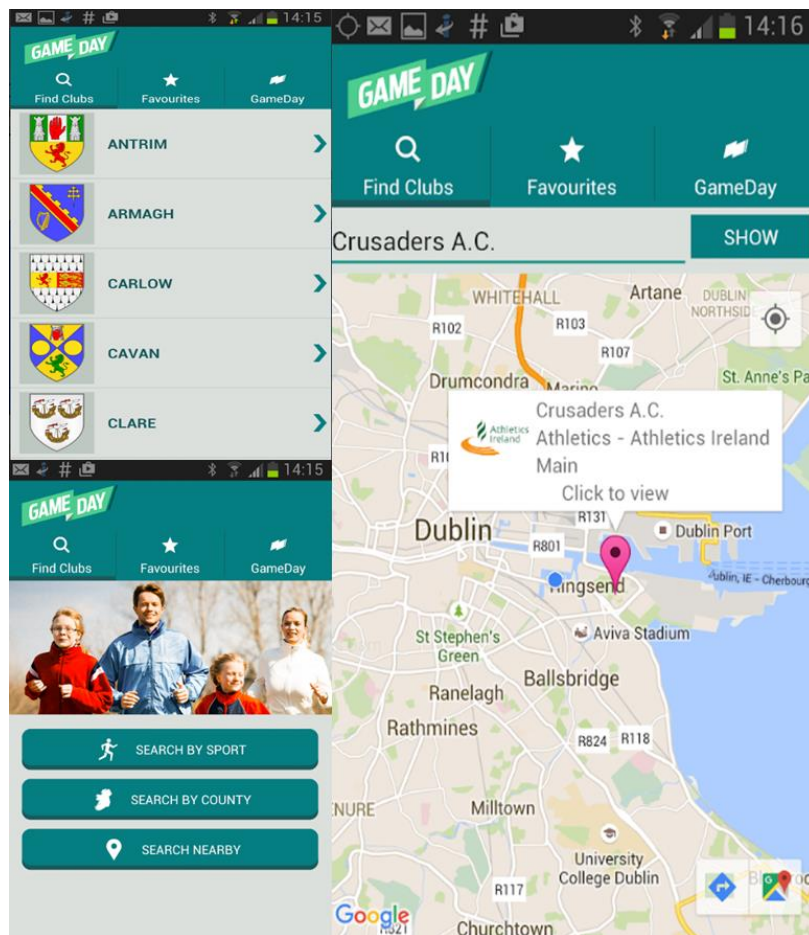 14:15
GAME DAY
Find Clubs
Favourites
GameDay
ANTRIM
ARMAGH
CARLOW
CAVAN
CLARE
14:15
GAME DAY
Find Clubs
Favourites
GameDay
SEARCH BY SPORT
SEARCH BY COUNTY
SEARCH NEARBY
14:16
GAME DAY
Find Clubs
Favourites
GameDay
Crusaders A.C.
SHOW
WHITEHALL
Artane
DUBLIN
NORTHSIDE
R102
R103
R107
Drumcondra
Marino
St. Anne's Pa
Athletics
Ireland
Crusaders A.C.
Athletics - Athletics Ireland
Main
Click to view
R10
Dublin
R131
R801
Dublin Port
Dublin, IE - Cherbourg
Ringsend
St Stephen's
Green
Aviva Stadium
Ballsbridge
Ranelagh
Rathmines
R824
R118
ENURE
Milltown
University
College Dublin
R117
Google
Churchtown